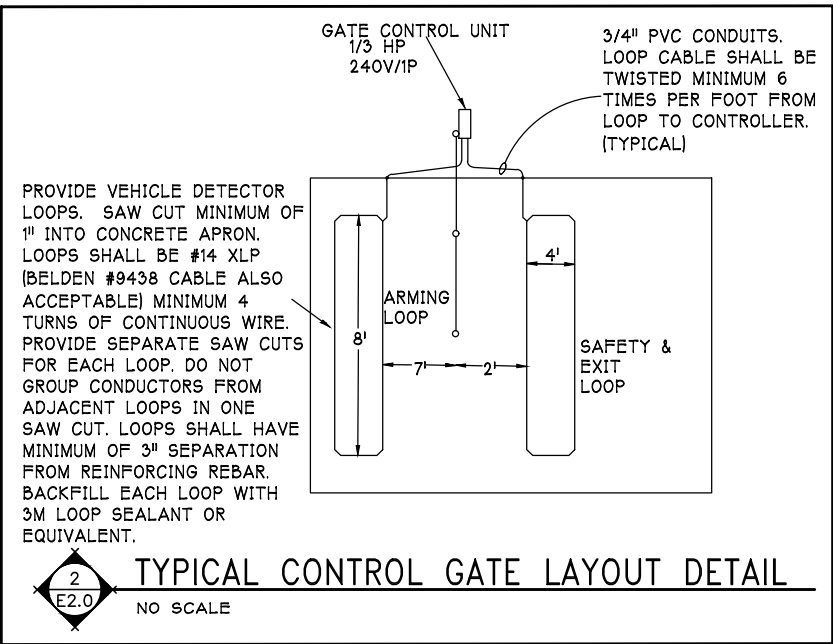 GATE CONTROL UNIT
1/3 HP
240V/1P
3/4" PVC CONDUITS.
LOOP CABLE SHALL BE
TWISTED MINIMUM 6
TIMES PER FOOT FROM
LOOP TO CONTROLLER.
(TYPICAL)
PROVIDE VEHICLE DETECTOR
LOOPS. SAW CUT MINIMUM OF
1" INTO CONCRETE APRON.
LOOPS SHALL BE #14 XLP
(BELDEN #9438 CABLE ALSO
ACCEPTABLE) MINIMUM 4
TURNS OF CONTINUOUS WIRE.
PROVIDE SEPARATE SAW CUTS
FOR EACH LOOP. DO NOT
GROUP CONDUCTORS FROM
ADJACENT LOOPS IN ONE
SAW CUT. LOOPS SHALL HAVE
MINIMUM OF 3" SEPARATION
FROM REINFORCING REBAR.
BACKFILL EACH LOOP WITH
3M LOOP SEALANT OR
EQUIVALENT.
8'
ARMING
LOOP
7'
2'
4'
SAFETY &
EXIT
LOOP
2
E2.0
TYPICAL CONTROL GATE LAYOUT DETAIL
NO SCALE